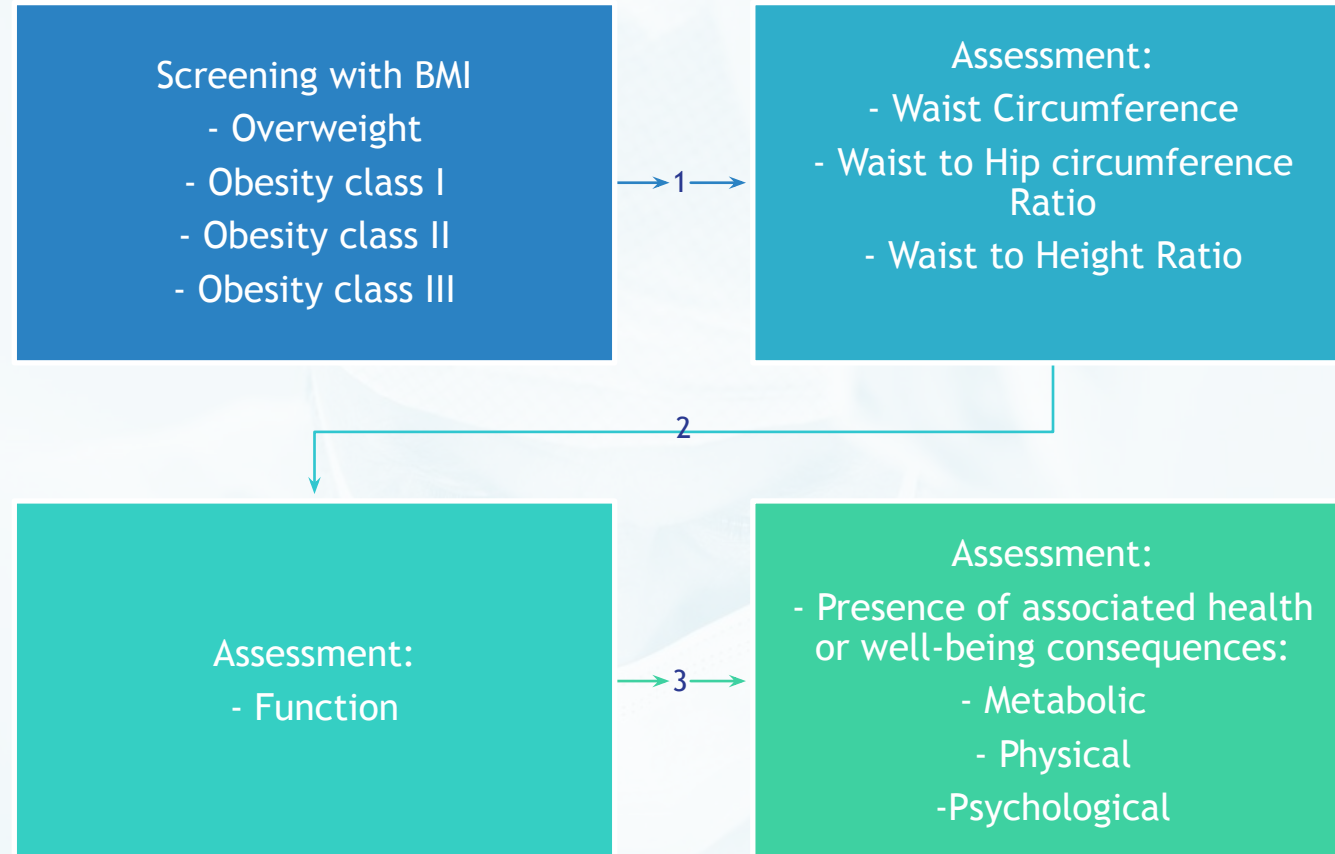 Screening with BMI
- Overweight
- Obesity class I
- Obesity class II
- Obesity class III
1
Assessment:
- Waist Circumference
- Waist to Hip circumference
Ratio
- Waist to Height Ratio
2
Assessment:
- Function
3
Assessment:
- Presence of associated health
or well-being consequences:
- Metabolic
- Physical
-Psychological